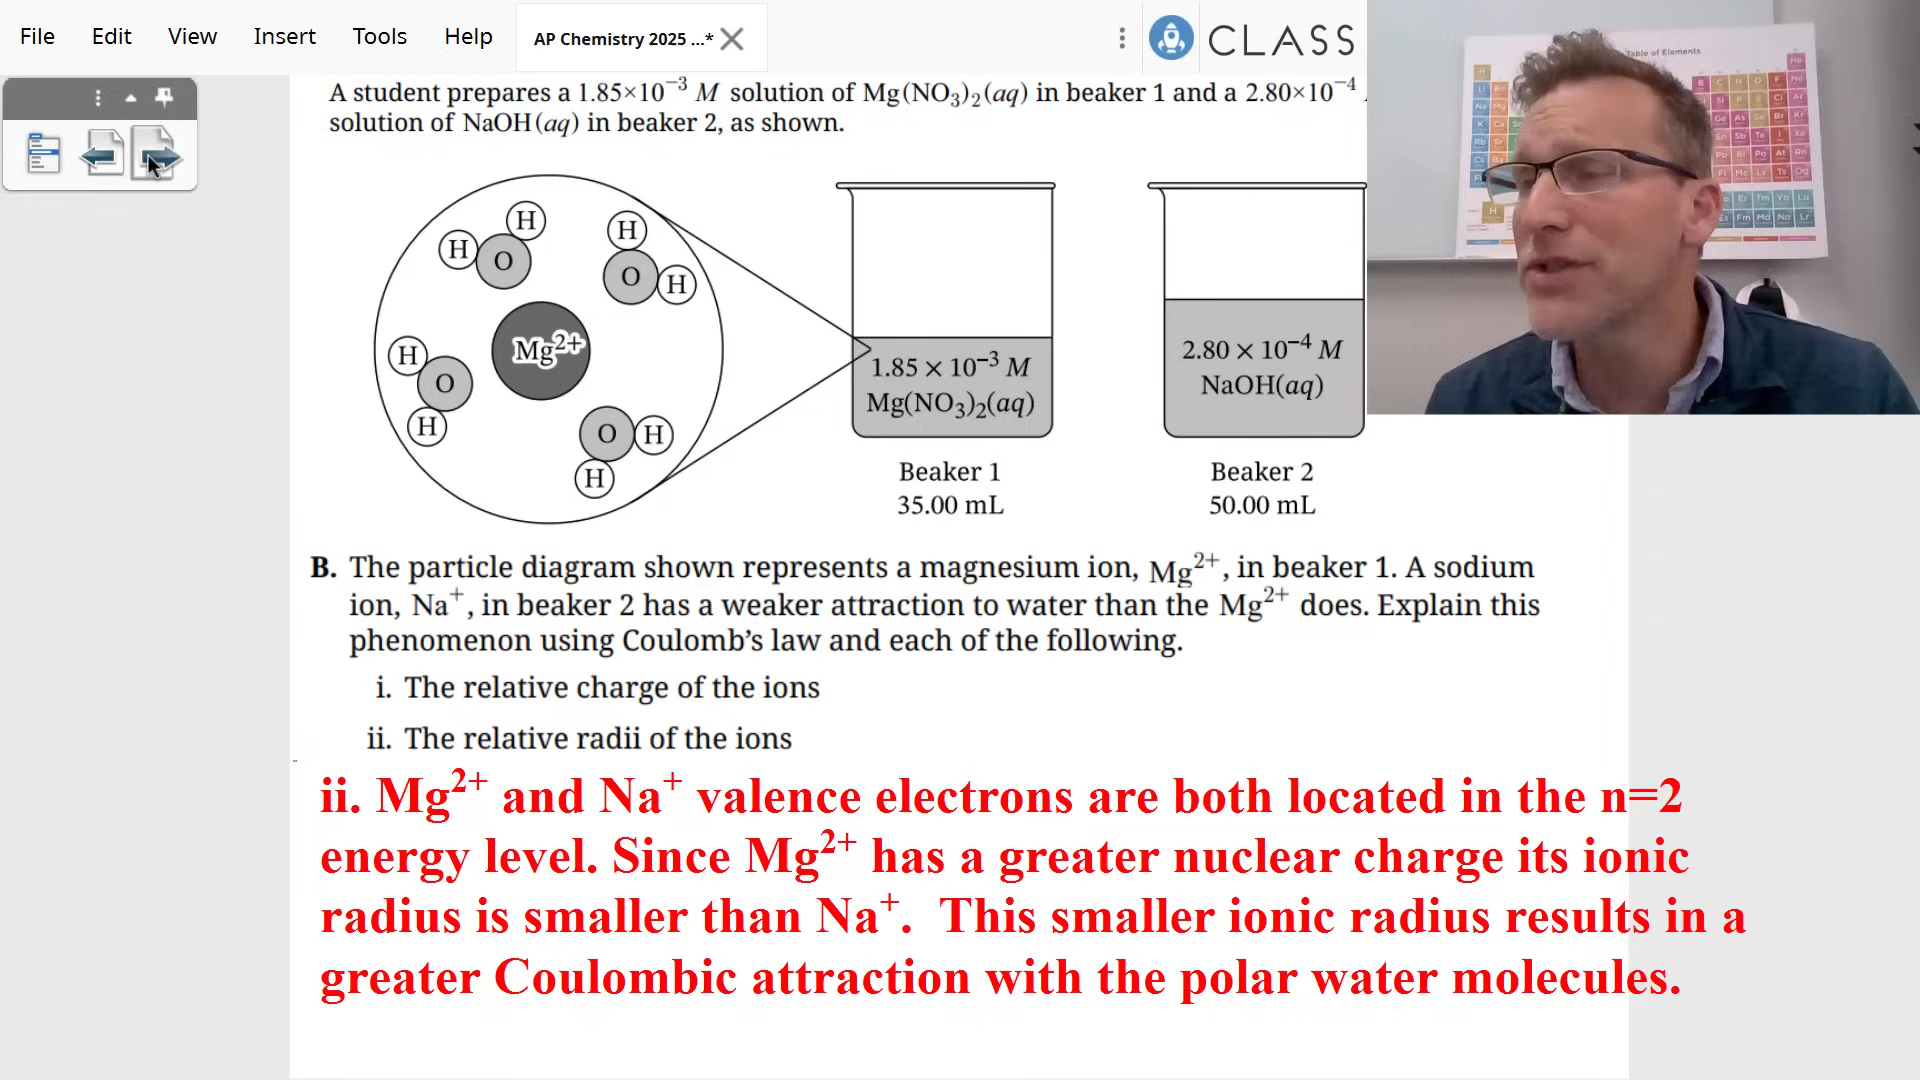 File Edit View Insert Tools Help AP Chemistry 2025 ...* CLASS
A student prepares a 1.85×10⁻³ M solution of Mg(NO₃)₂(aq) in beaker 1 and a 2.80×10⁻⁴
solution of NaOH(aq) in beaker 2, as shown.
H H O
H O H
Mg²⁺
H O H
O H H
1.85 × 10⁻³ M
Mg(NO₃)₂(aq)
Beaker 1
35.00 mL
2.80 × 10⁻⁴ M
NaOH(aq)
Beaker 2
50.00 mL
B. The particle diagram shown represents a magnesium ion, Mg²⁺, in beaker 1. A sodium
ion, Na⁺, in beaker 2 has a weaker attraction to water than the Mg²⁺ does. Explain this
phenomenon using Coulomb's law and each of the following.
i. The relative charge of the ions
ii. The relative radii of the ions
ii. Mg²⁺ and Na⁺ valence electrons are both located in the n=2
energy level. Since Mg²⁺ has a greater nuclear charge its ionic
radius is smaller than Na⁺. This smaller ionic radius results in a
greater Coulombic attraction with the polar water molecules.
Table of Elements